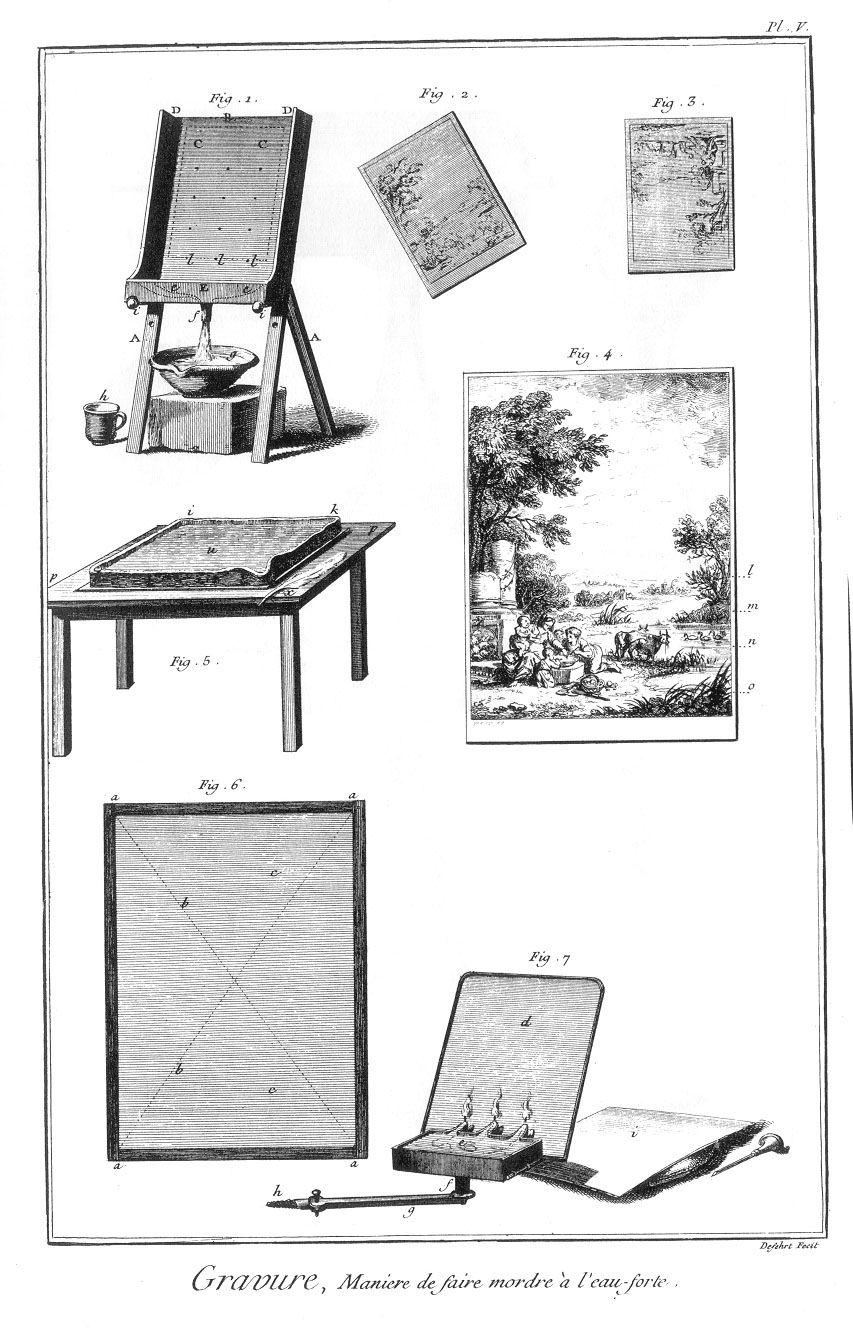 Pl. V.
Fig. 1.
Fig. 2.
Fig. 3.
D D
B
C C
l l l
e E e
i i
f
A A
g
h
Fig. 4.
i k
u
p p
Fig. 5.
l
m
n
o
Fig. 6.
a a
c
b
b
c
a a
Fig. 7
d
i
f
h
g
Defehrt Fecit
Gravure, Maniere de faire mordre à l'eau-forte.